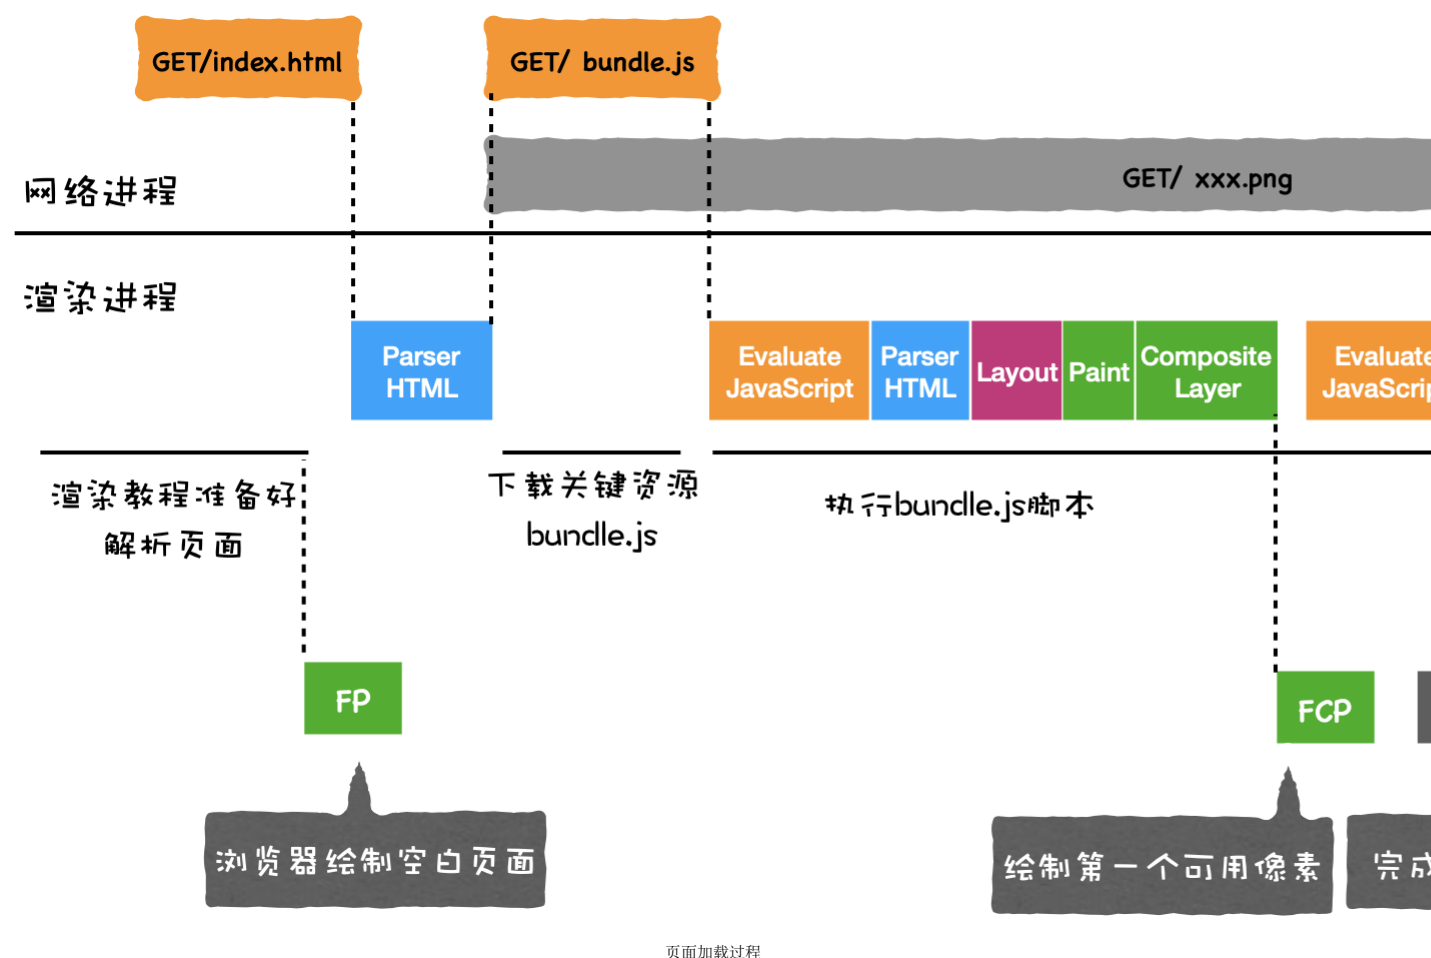 GET/index.html
GET/ bundle.js
GET/ xxx.png
网络进程
渲染进程
Parser
HTML
Evaluate
JavaScript
Parser
HTML
Layout
Paint
Composite
Layer
Evaluate
JavaScrip
渲染教程准备好
解析页面
下载关键资源
bundle.js
执行bundle.js脚本
FP
FCP
浏览器绘制空白页面
绘制第一个可用像素
完成
页面加载过程